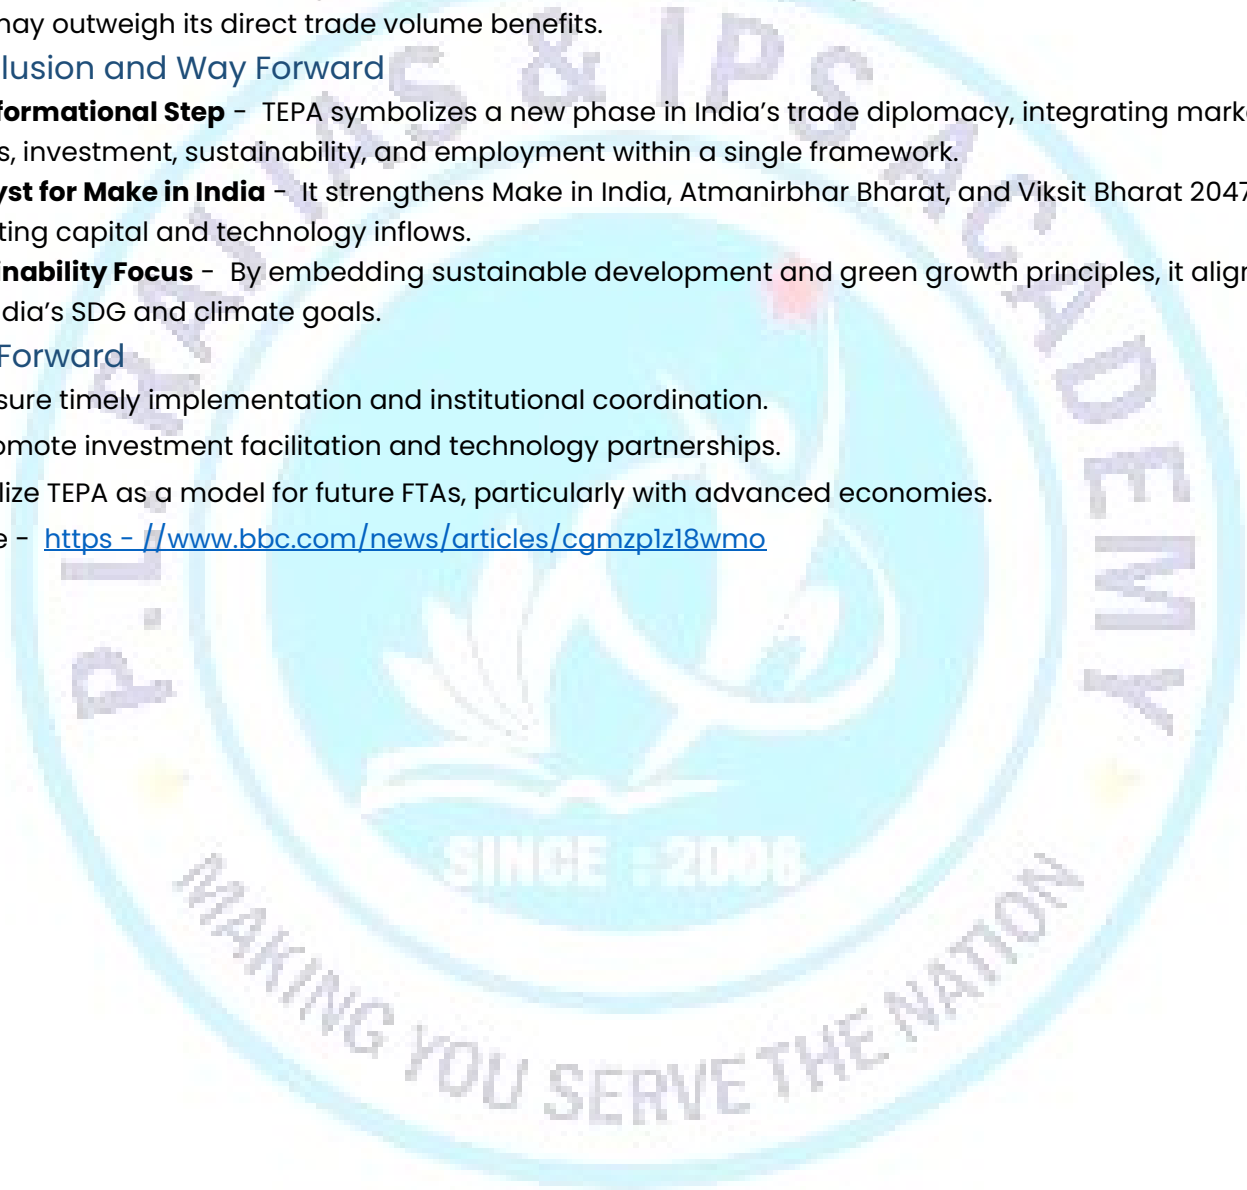 may outweigh its direct trade volume benefits.
lusion and Way Forward
formational Step - TEPA symbolizes a new phase in India's trade diplomacy, integrating mark
s, investment, sustainability, and employment within a single framework.
yst for Make in India - It strengthens Make in India, Atmanirbhar Bharat, and Viksit Bharat 2047
ting capital and technology inflows.
inability Focus - By embedding sustainable development and green growth principles, it align
dia's SDG and climate goals.
Forward
sure timely implementation and institutional coordination.
omote investment facilitation and technology partnerships.
lize TEPA as a model for future FTAs, particularly with advanced economies.
e - https - //www.bbc.com/news/articles/cgmzp1z18wmo
P.L. RAJ IAS & IPS ACADEMY
SINCE :2008
MAKING YOU SERVE THE NATION